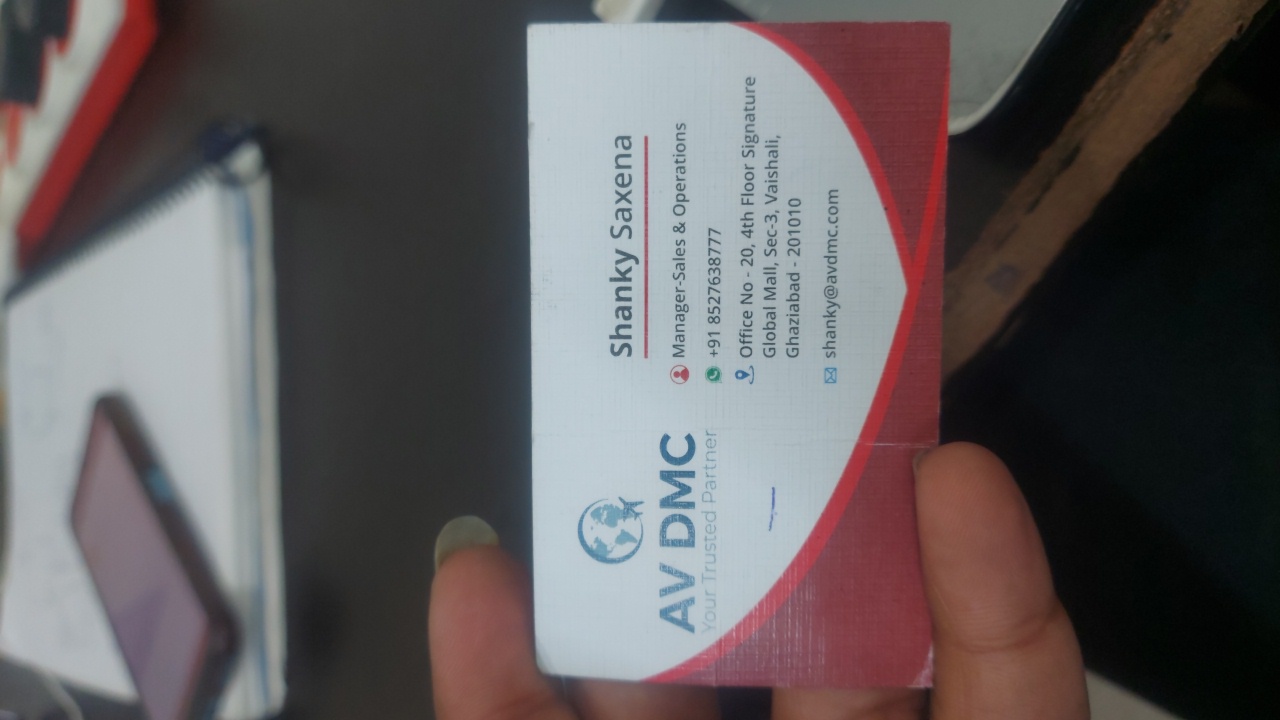 AV DMC
Your Trusted Partner
Shanky Saxena
Manager-Sales & Operations
+91 8527638777
Office No - 20, 4th Floor Signature
Global Mall, Sec-3, Vaishali,
Ghaziabad - 201010
shanky@avdmc.com